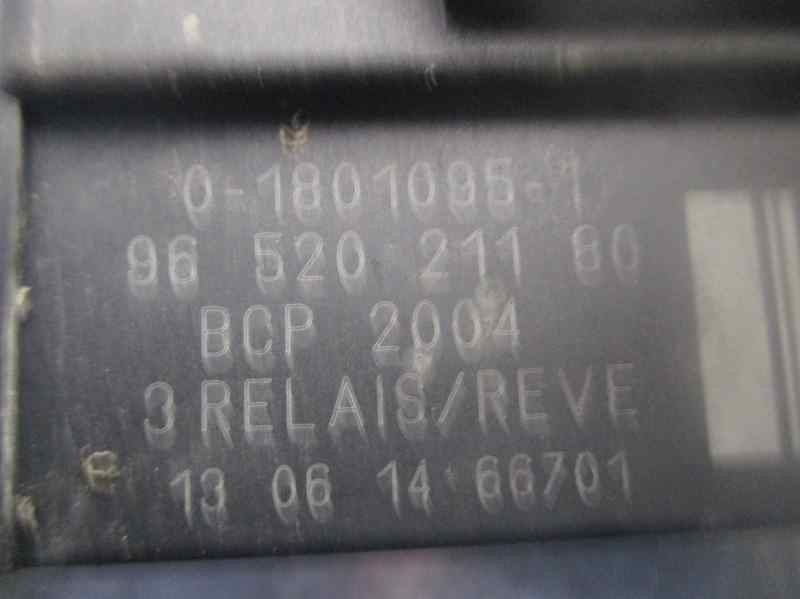 0-1801095-1
96 520 211 80
BCP 2004
3 RELAIS/REVE
13 06 14 66701